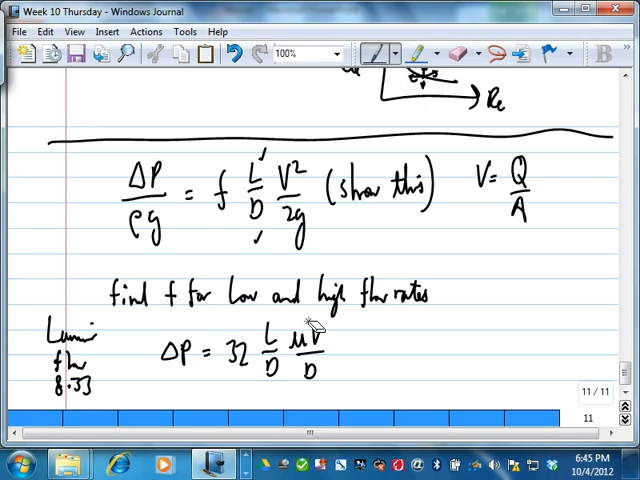 Week 10 Thursday - Windows Journal
File Edit View Insert Actions Tools Help
100% B
Re
ΔP/ρg = f L/D V²/2g (show this) V = Q/A
find f for low and high flow rates
Laminar
flow
8.33
ΔP = 32 L/D μV/D
11 / 11
11
6:45 PM
10/4/2012